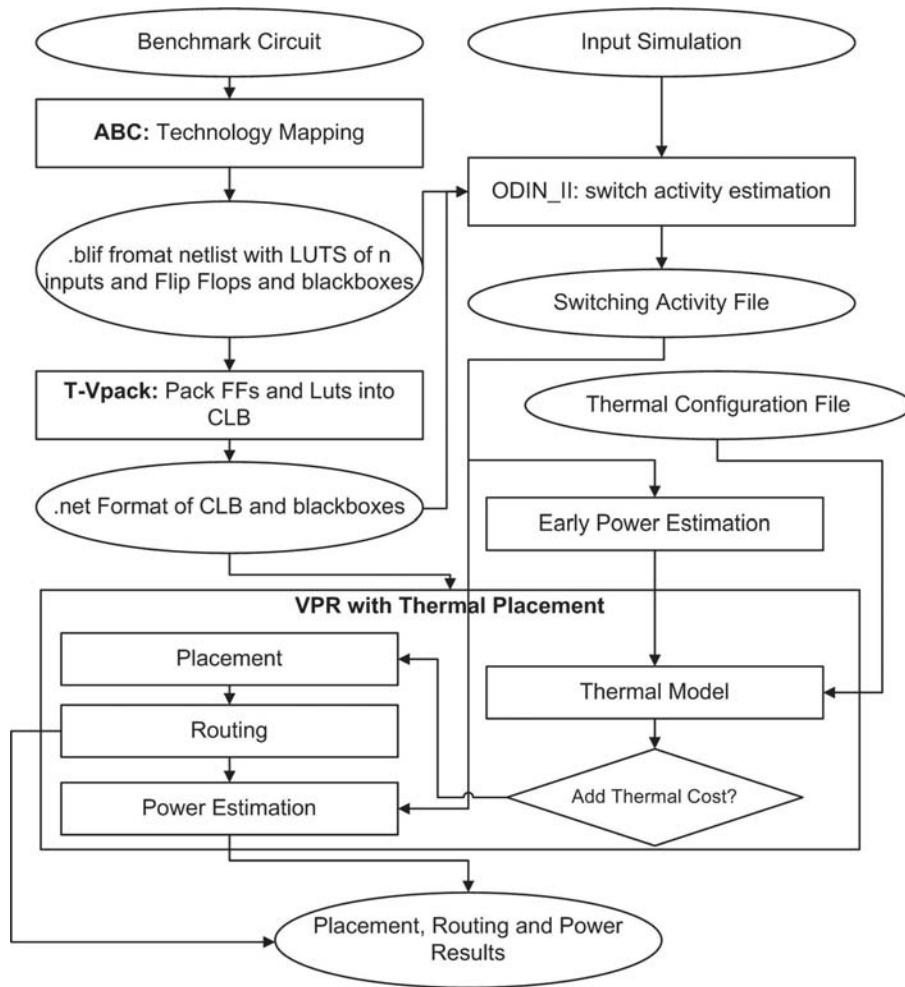 Benchmark Circuit
Input Simulation
ABC: Technology Mapping
ODIN_II: switch activity estimation
.blif fromat netlist with LUTS of n
inputs and Flip Flops and blackboxes
Switching Activity File
T-Vpack: Pack FFs and Luts into
CLB
Thermal Configuration File
.net Format of CLB and blackboxes
Early Power Estimation
VPR with Thermal Placement
Placement
Thermal Model
Routing
Add Thermal Cost?
Power Estimation
Placement, Routing and Power
Results